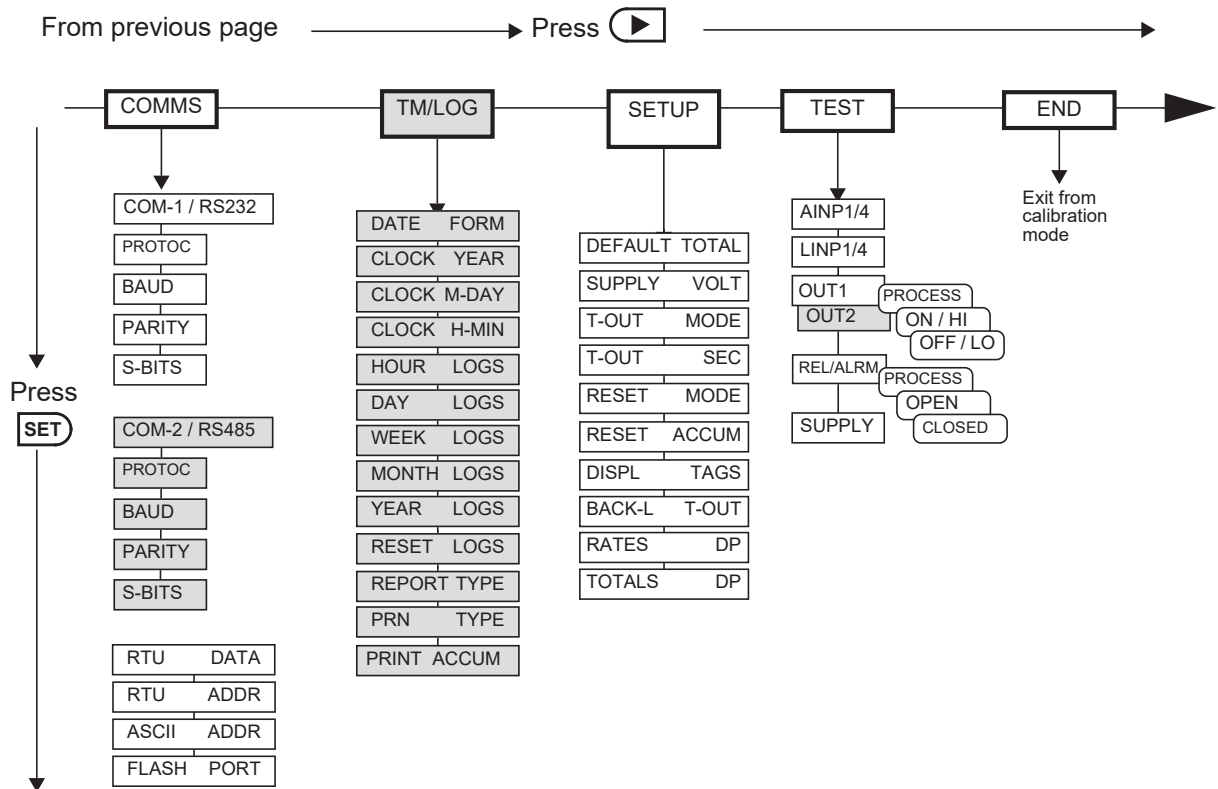 From previous page
Press
COMMS
TM/LOG
SETUP
TEST
END
Press
SET
COM-1 / RS232
PROTOC
BAUD
PARITY
S-BITS
COM-2 / RS485
PROTOC
BAUD
PARITY
S-BITS
RTU DATA
RTU ADDR
ASCII ADDR
FLASH PORT
DATE FORM
CLOCK YEAR
CLOCK M-DAY
CLOCK H-MIN
HOUR LOGS
DAY LOGS
WEEK LOGS
MONTH LOGS
YEAR LOGS
RESET LOGS
REPORT TYPE
PRN TYPE
PRINT ACCUM
DEFAULT TOTAL
SUPPLY VOLT
T-OUT MODE
T-OUT SEC
RESET MODE
RESET ACCUM
DISPL TAGS
BACK-L T-OUT
RATES DP
TOTALS DP
AINP1/4
LINP1/4
OUT1
OUT2
PROCESS
ON / HI
OFF / LO
REL/ALRM
PROCESS
OPEN
CLOSED
SUPPLY
Exit from
calibration
mode